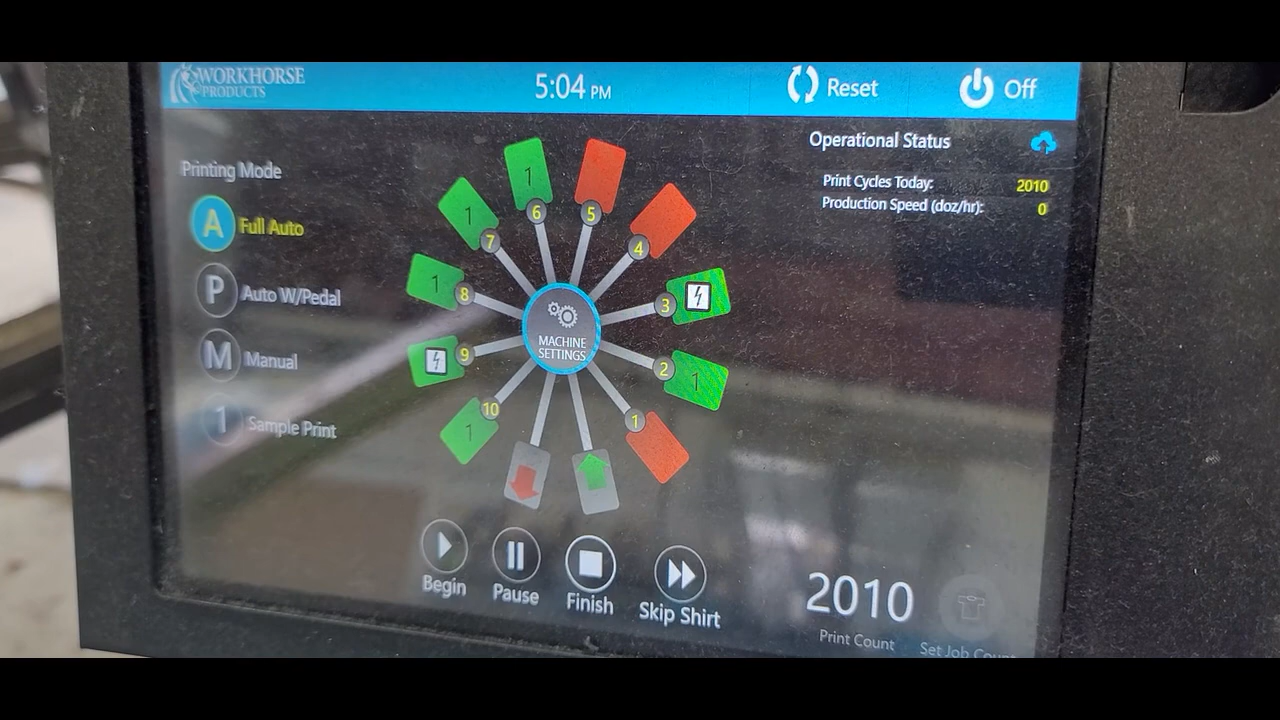 WORKHORSE
PRODUCTS
5:04 PM
Reset
Off
Printing Mode
A Full Auto
P Auto W/Pedal
M Manual
1 Sample Print
Operational Status
Print Cycles Today: 2010
Production Speed (doz/hr): 0
1
6
5
1
7
4
1
8
3
MACHINE
SETTINGS
9
2
1
10
1
1
Begin
Pause
Finish
Skip Shirt
2010
Print Count
Set Job Count